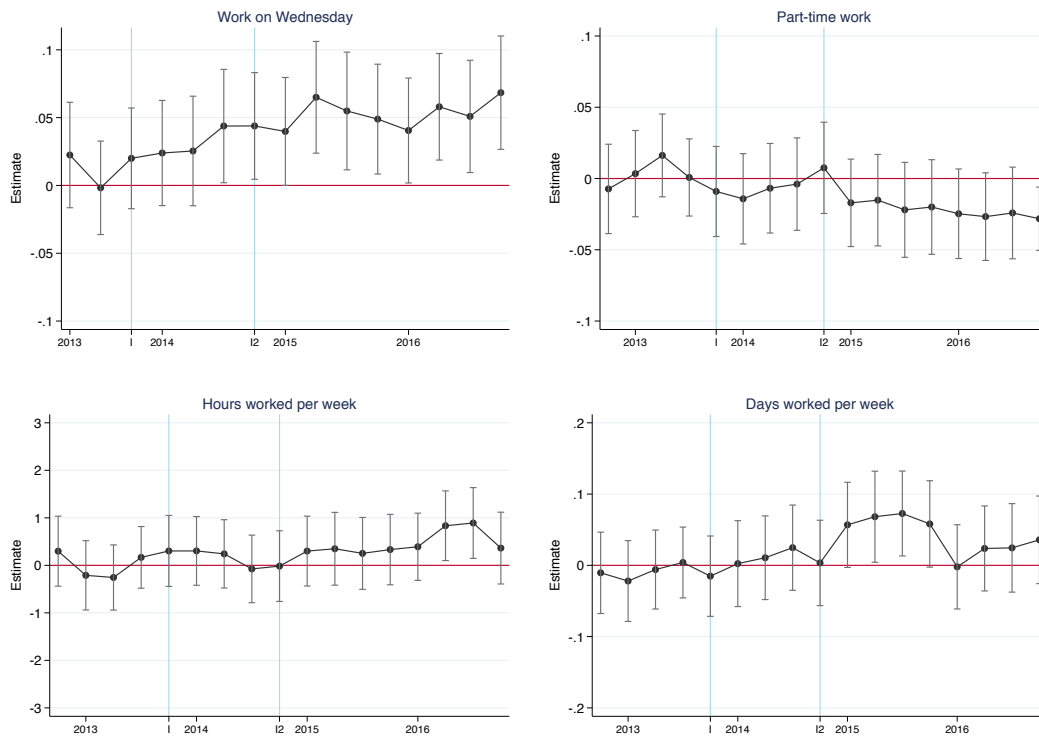 Work on Wednesday
Estimate
.1
.05
0
-.05
-.1
2013 I 2014 I2 2015 2016
Part-time work
Estimate
.1
.05
0
-.05
-.1
2013 I 2014 I2 2015 2016
Hours worked per week
Estimate
3
2
1
0
-1
-2
-3
2013 I 2014 I2 2015 2016
Days worked per week
Estimate
.2
.1
0
-.1
-.2
2013 I 2014 I2 2015 2016